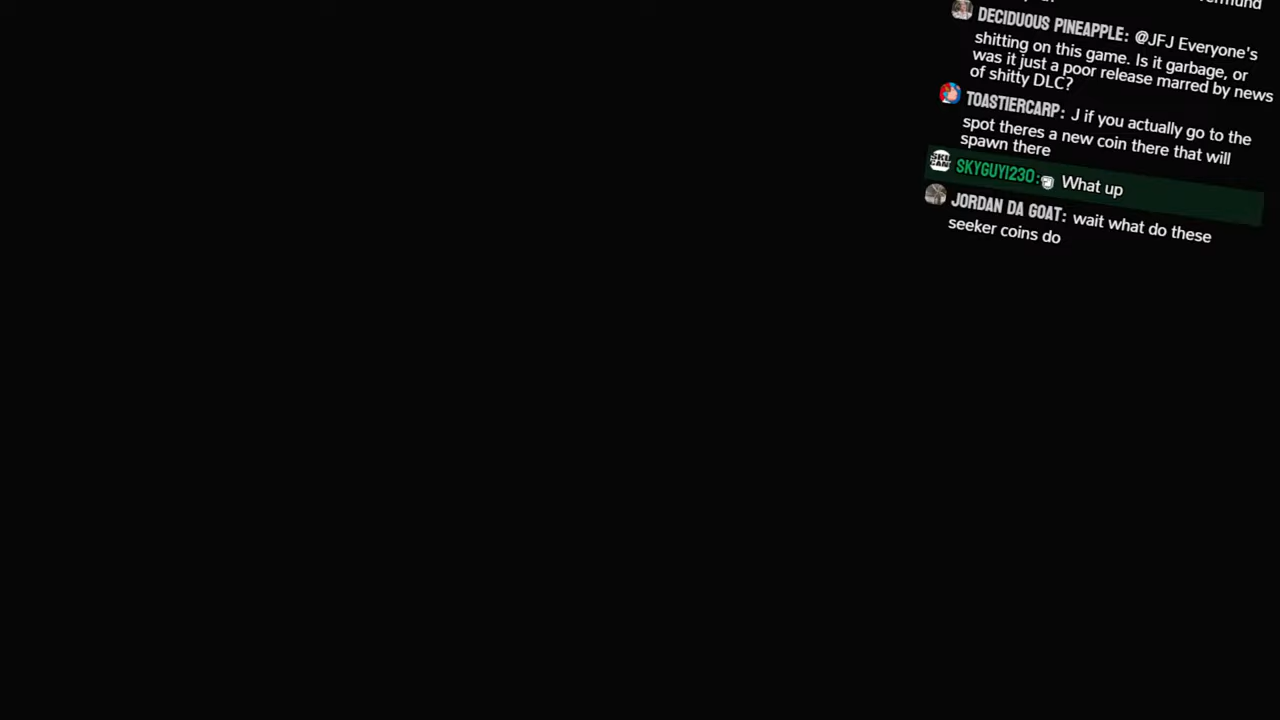 DECIDUOUS PINEAPPLE: @JFJ Everyone's
shitting on this game. Is it garbage, or
was it just a poor release marred by news
of shitty DLC?
TOASTIERCARP: J if you actually go to the
spot theres a new coin there that will
spawn there
SKYGUY1230: What up
JORDAN DA GOAT: wait what do these
seeker coins do